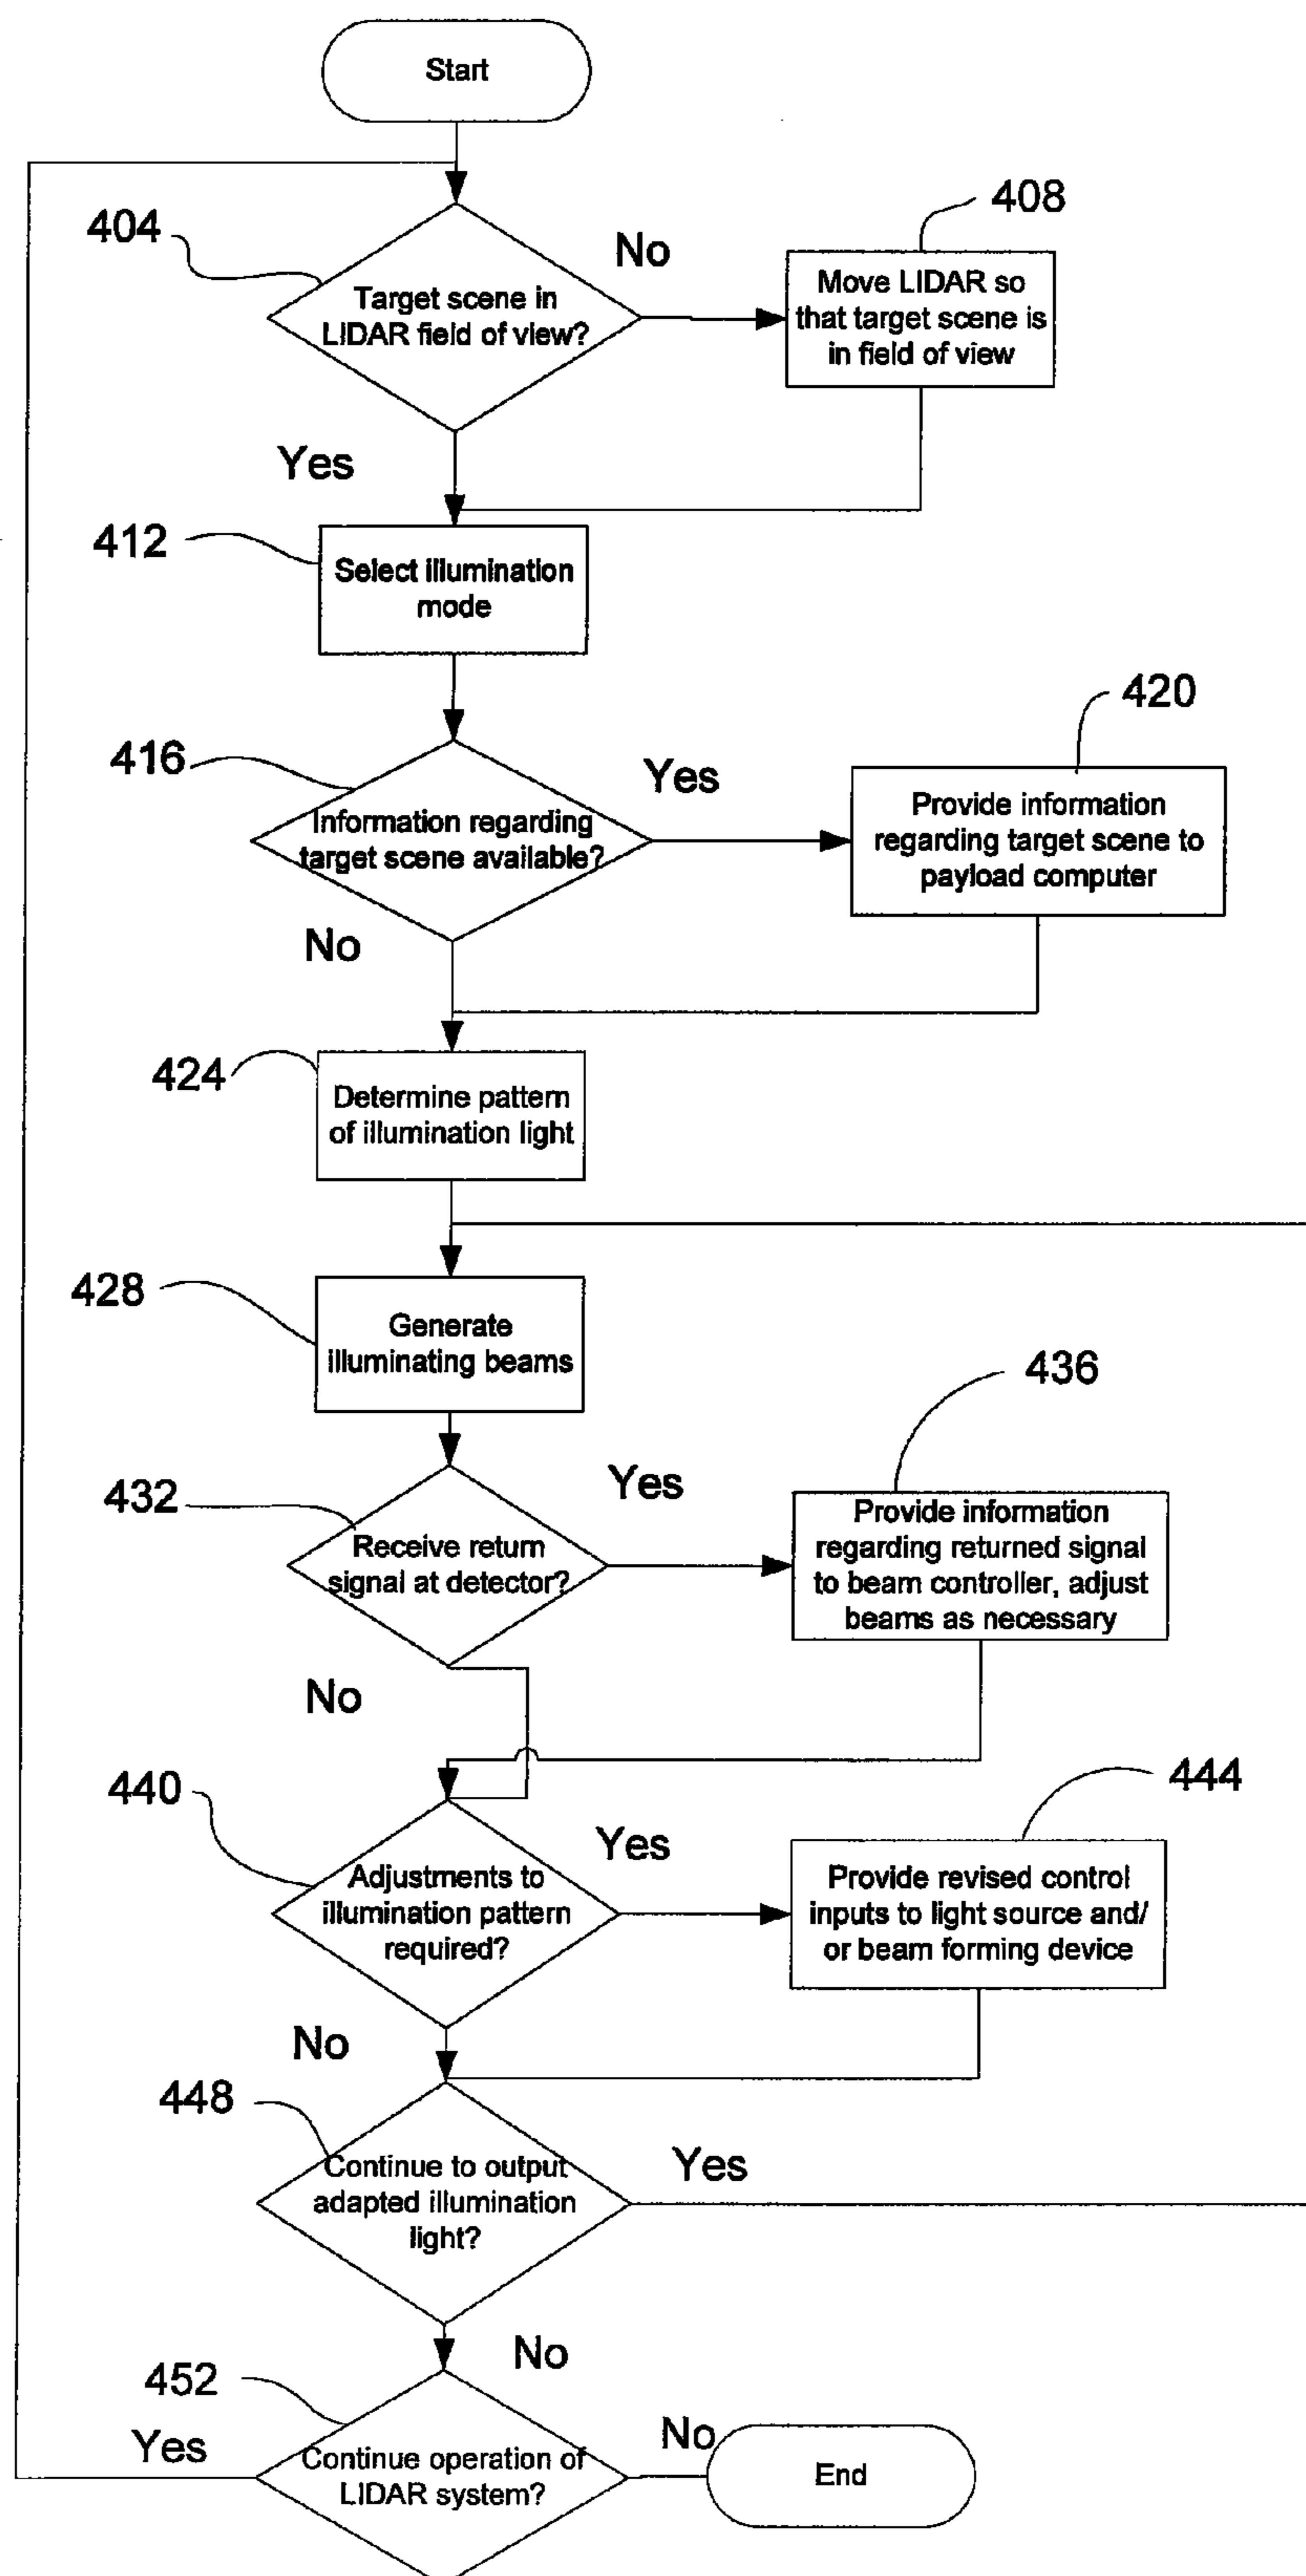 Start
404
Target scene in
LIDAR field of view?
No
408
Move LIDAR so
that target scene is
in field of view
Yes
412
Select illumination
mode
416
Information regarding
target scene available?
Yes
420
Provide information
regarding target scene to
payload computer
No
424
Determine pattern
of illumination light
428
Generate
illuminating beams
432
Receive return
signal at detector?
Yes
436
Provide information
regarding returned signal
to beam controller, adjust
beams as necessary
No
440
Adjustments to
illumination pattern
required?
Yes
444
Provide revised control
inputs to light source and/
or beam forming device
No
448
Continue to output
adapted illumination
light?
Yes
No
452
Yes
Continue operation of
LIDAR system?
No
End